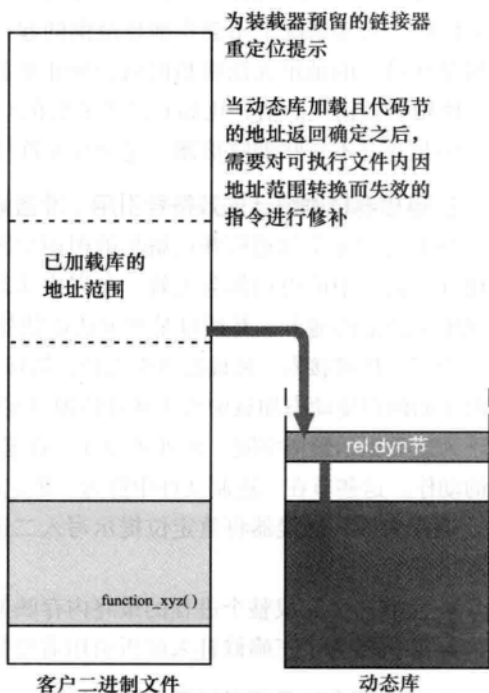 为装载器预留的链接器
重定位提示
当动态库加载且代码节
的地址返回确定之后，
需要对可执行文件内因
地址范围转换而失效的
指令进行修补
已加载库的
地址范围
rel.dyn节
function_xyz()
客户二进制文件
动态库